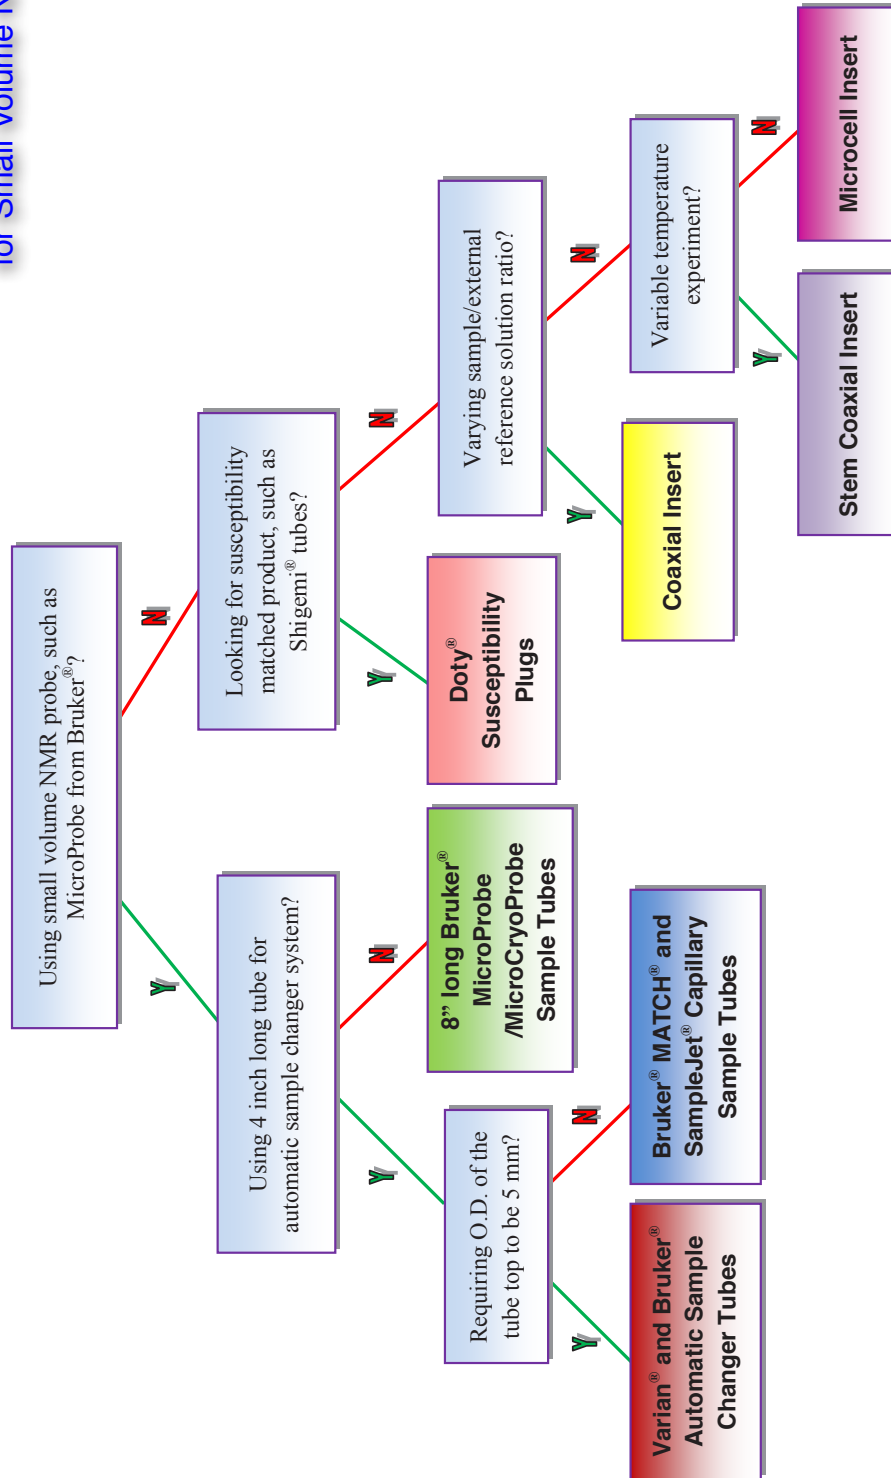 for Small Volume
Using small volume NMR probe, such as
MicroProbe from Bruker®?
Y
N
Using 4 inch long tube for
automatic sample changer system?
Looking for susceptibility
matched product, such as
Shigemi® tubes?
Y
N
Y
N
Requiring O.D. of the
tube top to be 5 mm?
8” long Bruker®
MicroProbe
/MicroCryoProbe
Sample Tubes
Doty®
Susceptibility
Plugs
Varying sample/external
reference solution ratio?
Y
N
Y
N
Varian® and Bruker®
Automatic Sample
Changer Tubes
Bruker® MATCH® and
SampleJet® Capillary
Sample Tubes
Coaxial Insert
Variable temperature
experiment?
Y
N
Stem Coaxial Insert
Microcell Insert